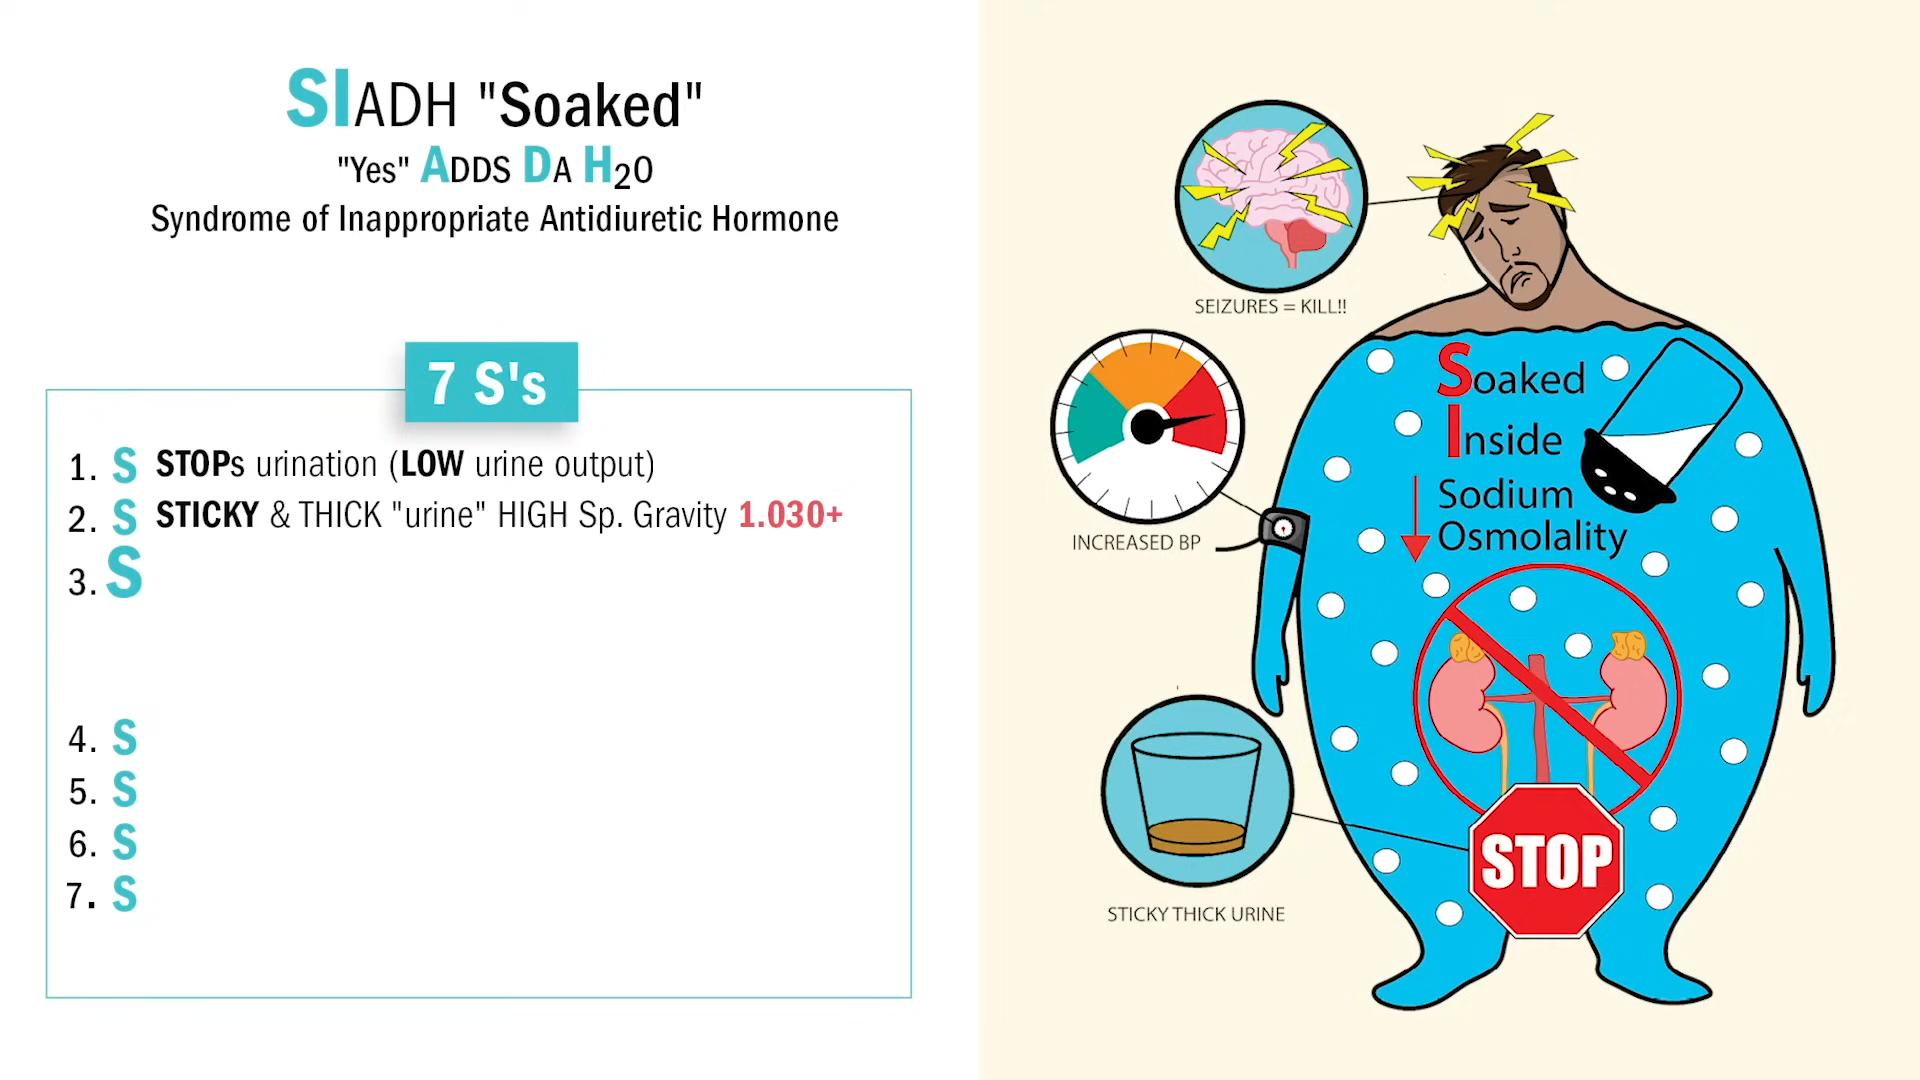 SIADH "Soaked"
"Yes" ADDS DA H2O
Syndrome of Inappropriate Antidiuretic Hormone
7 S's
1. S STOPs urination (LOW urine output)
2. S STICKY & THICK "urine" HIGH Sp. Gravity 1.030+
3. S
4. S
5. S
6. S
7. S
SEIZURES = KILL!!
INCREASED BP
STICKY THICK URINE
Soaked
Inside
Sodium
Osmolality
STOP